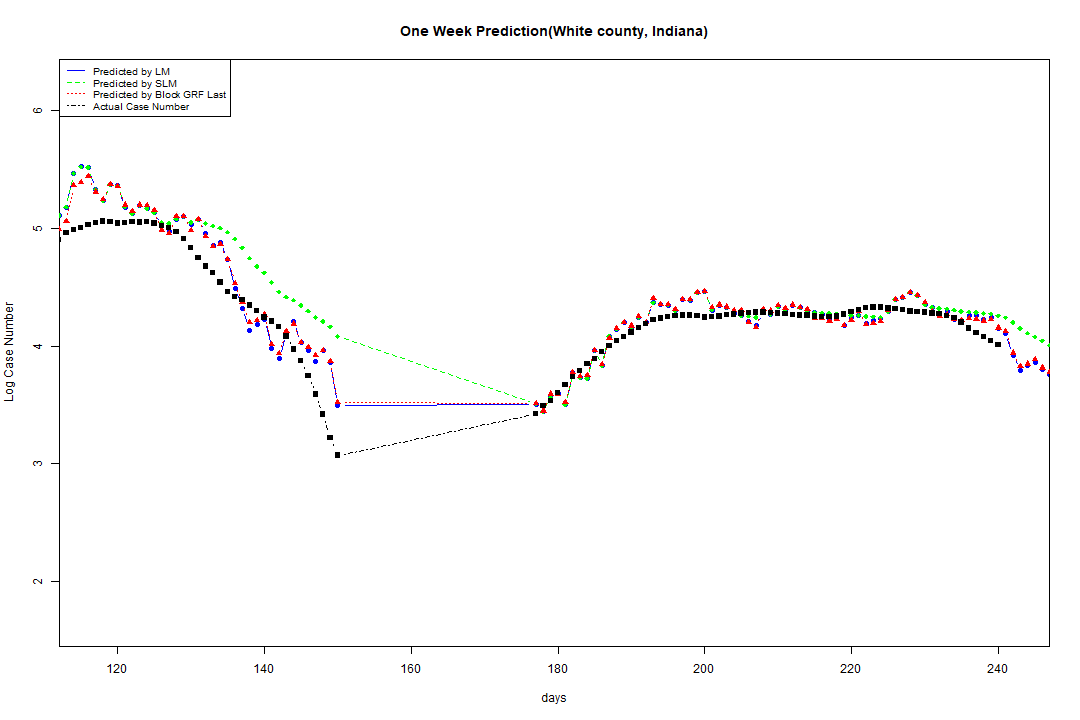 One Week Prediction(White county, Indiana)
Predicted by LM
Predicted by SLM
Predicted by Block GRF Last
Actual Case Number
6
5
4
3
2
Log Case Number
120 140 160 180 200 220 240
days